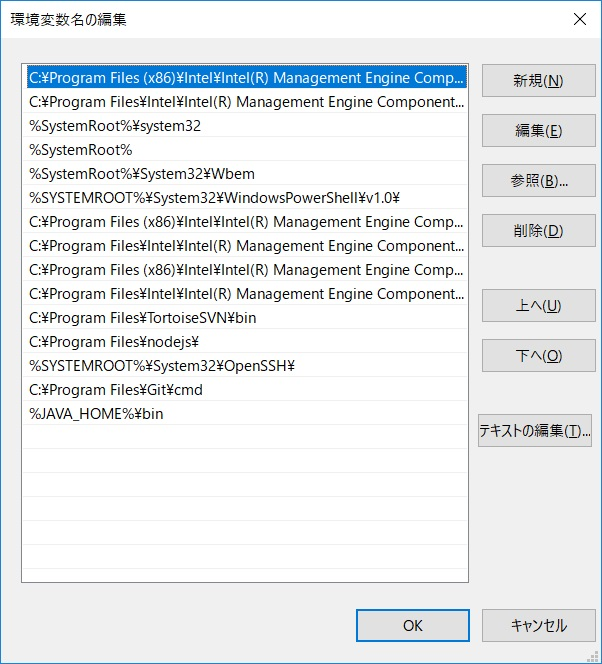 環境変数名の編集
C:¥Program Files (x86)¥Intel¥Intel(R) Management Engine Comp...
C:¥Program Files¥Intel¥Intel(R) Management Engine Component...
%SystemRoot%¥system32
%SystemRoot%
%SystemRoot%¥System32¥Wbem
%SYSTEMROOT%¥System32¥WindowsPowerShell¥v1.0¥
C:¥Program Files (x86)¥Intel¥Intel(R) Management Engine Comp...
C:¥Program Files¥Intel¥Intel(R) Management Engine Component...
C:¥Program Files (x86)¥Intel¥Intel(R) Management Engine Comp...
C:¥Program Files¥Intel¥Intel(R) Management Engine Component...
C:¥Program Files¥TortoiseSVN¥bin
C:¥Program Files¥nodejs¥
%SYSTEMROOT%¥System32¥OpenSSH¥
C:¥Program Files¥Git¥cmd
%JAVA_HOME%¥bin
新規(N)
編集(E)
参照(B)...
削除(D)
上へ(U)
下へ(O)
テキストの編集(T)...
OK
キャンセル